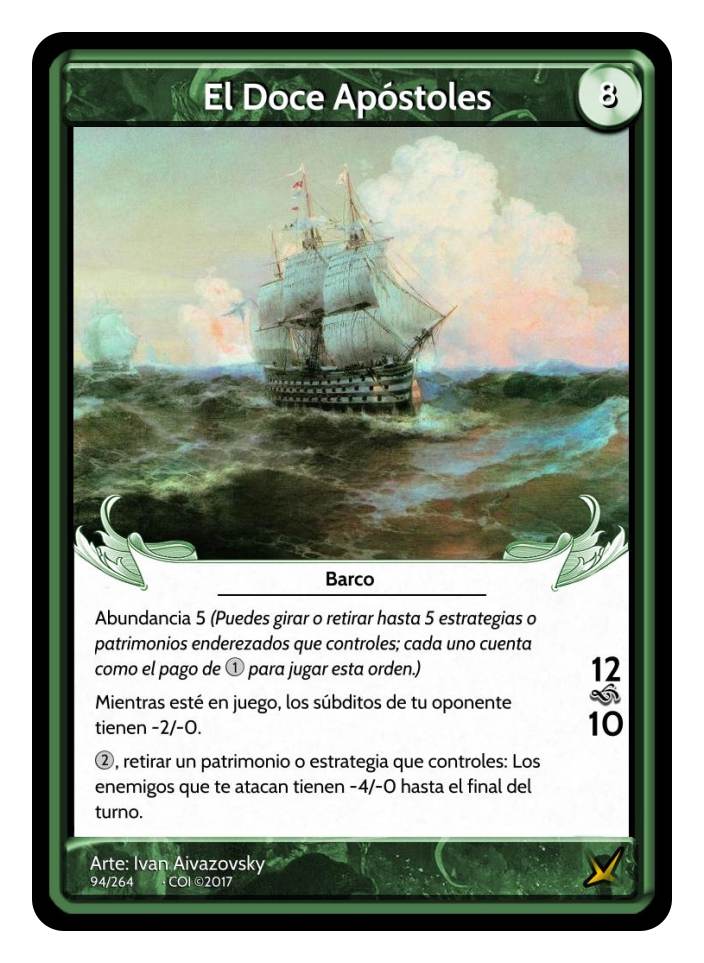 El Doce Apóstoles
8
Barco
Abundancia 5 (Puedes girar o retirar hasta 5 estrategias o
patrimonios enderezados que controles; cada uno cuenta
como el pago de 1 para jugar esta orden.)
Mientras esté en juego, los súbditos de tu oponente
tienen -2/-0.
2, retirar un patrimonio o estrategia que controles: Los
enemigos que te atacan tienen -4/-0 hasta el final del
turno.
12
10
Arte: Ivan Aivazovsky
94/264 · COI ©2017